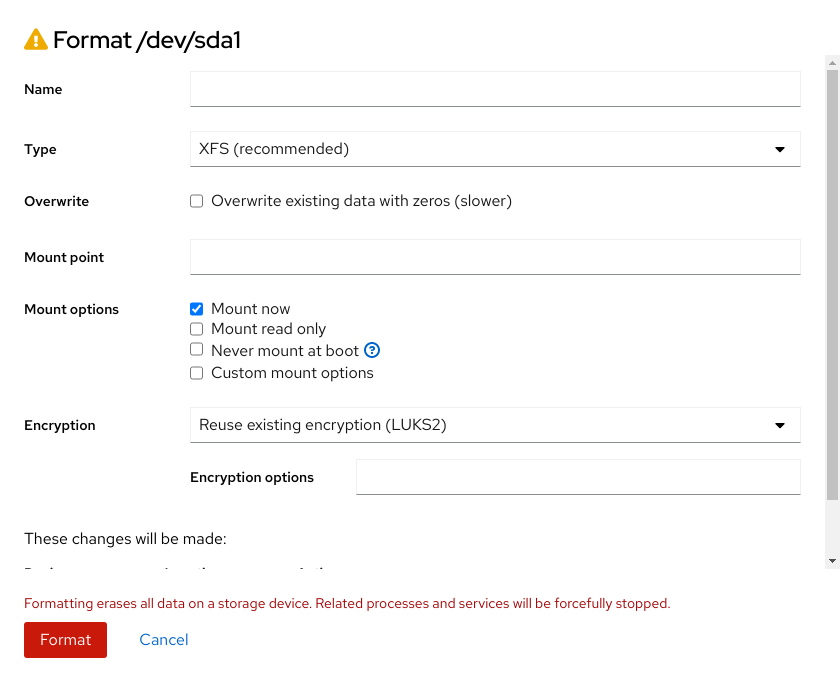 Format /dev/sda1
Name
Type XFS (recommended)
Overwrite Overwrite existing data with zeros (slower)
Mount point
Mount options Mount now
Mount read only
Never mount at boot
Custom mount options
Encryption Reuse existing encryption (LUKS2)
Encryption options
These changes will be made:
Formatting erases all data on a storage device. Related processes and services will be forcefully stopped.
Format Cancel